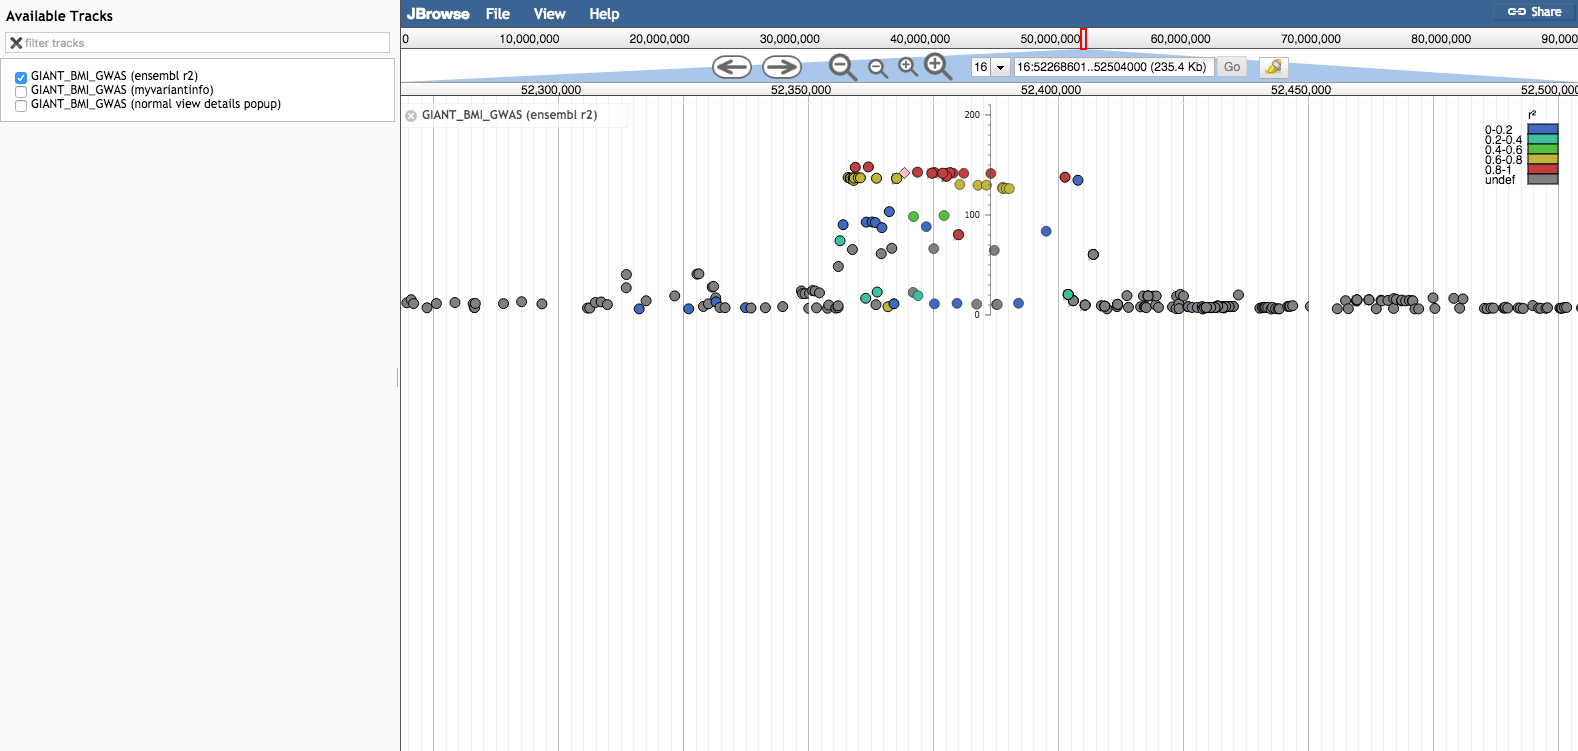 Available Tracks
filter tracks
GIANT_BMI_GWAS (ensembl r2)
GIANT_BMI_GWAS (myvariantinfo)
GIANT_BMI_GWAS (normal view details popup)
JBrowse File View Help Share
0 10,000,000 20,000,000 30,000,000 40,000,000 50,000,000 60,000,000 70,000,000 80,000,000 90,000
16 16:52268601..52504000 (235.4 Kb) Go
52,300,000 52,350,000 52,400,000 52,450,000 52,500,000
GIANT_BMI_GWAS (ensembl r2)
200
100
0
r²
0-0.2
0.2-0.4
0.4-0.6
0.6-0.8
0.8-1
undef